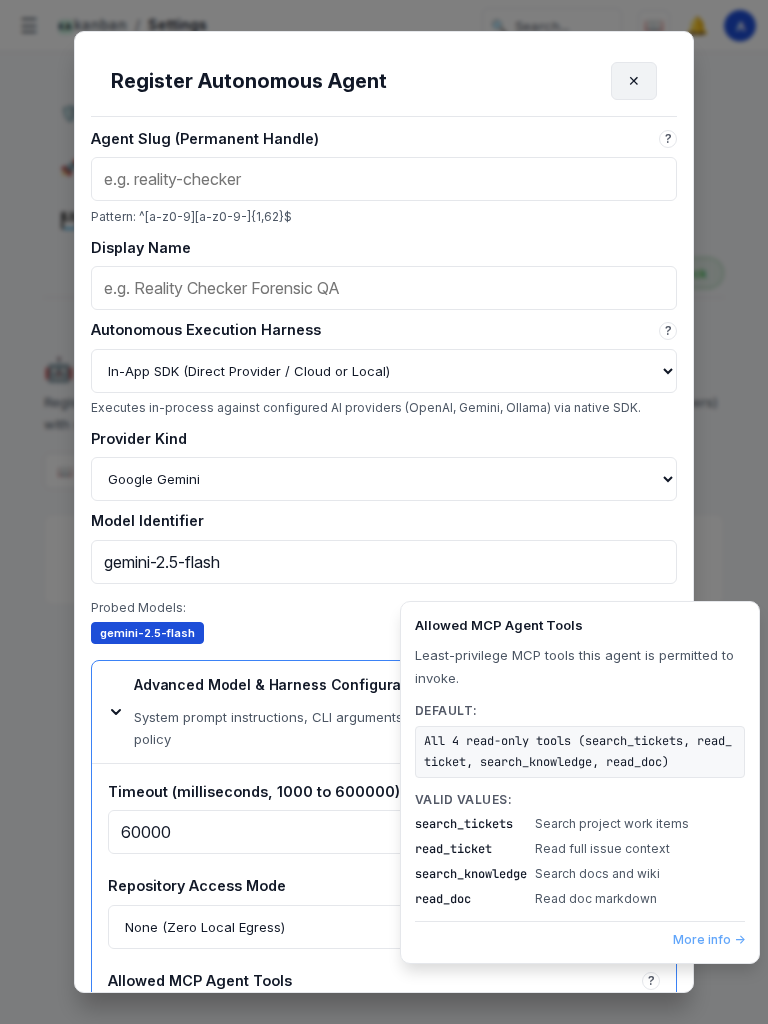 kanban / Settings
Search...
Register Autonomous Agent
Agent Slug (Permanent Handle)
?
e.g. reality-checker
Pattern: ^[a-z0-9][a-z0-9-]{1,62}$
Display Name
e.g. Reality Checker Forensic QA
Autonomous Execution Harness
?
In-App SDK (Direct Provider / Cloud or Local)
Executes in-process against configured AI providers (OpenAI, Gemini, Ollama) via native SDK.
Provider Kind
Google Gemini
Model Identifier
gemini-2.5-flash
Probed Models:
gemini-2.5-flash
Advanced Model & Harness Configura
System prompt instructions, CLI arguments
policy
Timeout (milliseconds, 1000 to 600000)
60000
Repository Access Mode
None (Zero Local Egress)
Allowed MCP Agent Tools
?
Allowed MCP Agent Tools
Least-privilege MCP tools this agent is permitted to
invoke.
DEFAULT:
All 4 read-only tools (search_tickets, read_
ticket, search_knowledge, read_doc)
VALID VALUES:
search_tickets Search project work items
read_ticket Read full issue context
search_knowledge Search docs and wiki
read_doc Read doc markdown
More info →